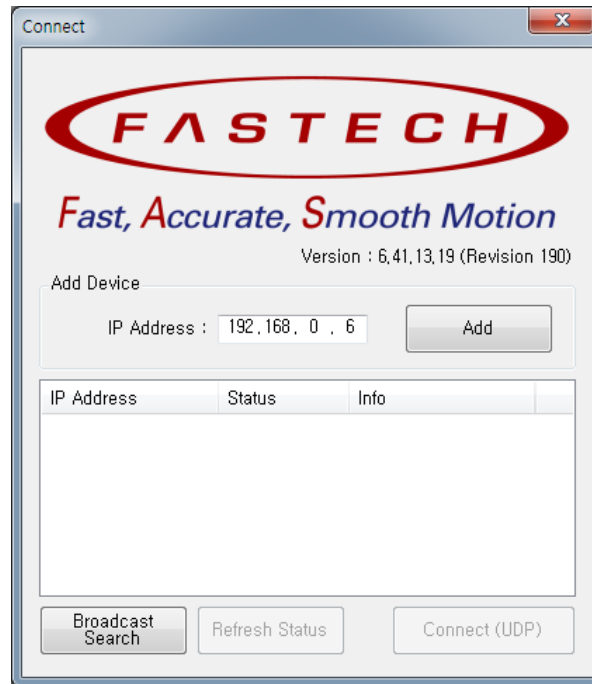 Connect
FASTECH
Fast, Accurate, Smooth Motion
Version : 6,41,13,19 (Revision 190)
Add Device
IP Address : 192 . 168 . 0 . 6 Add
IP Address Status Info
Broadcast Search Refresh Status Connect (UDP)